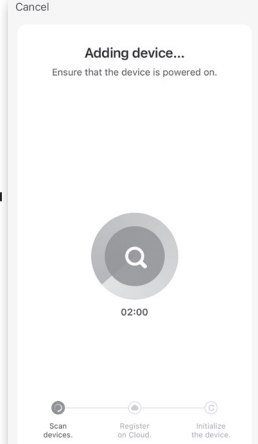 Cancel
Adding device...
Ensure that the device is powered on.
02:00
Scan
devices.
Register
on Cloud.
Initialize
the device.